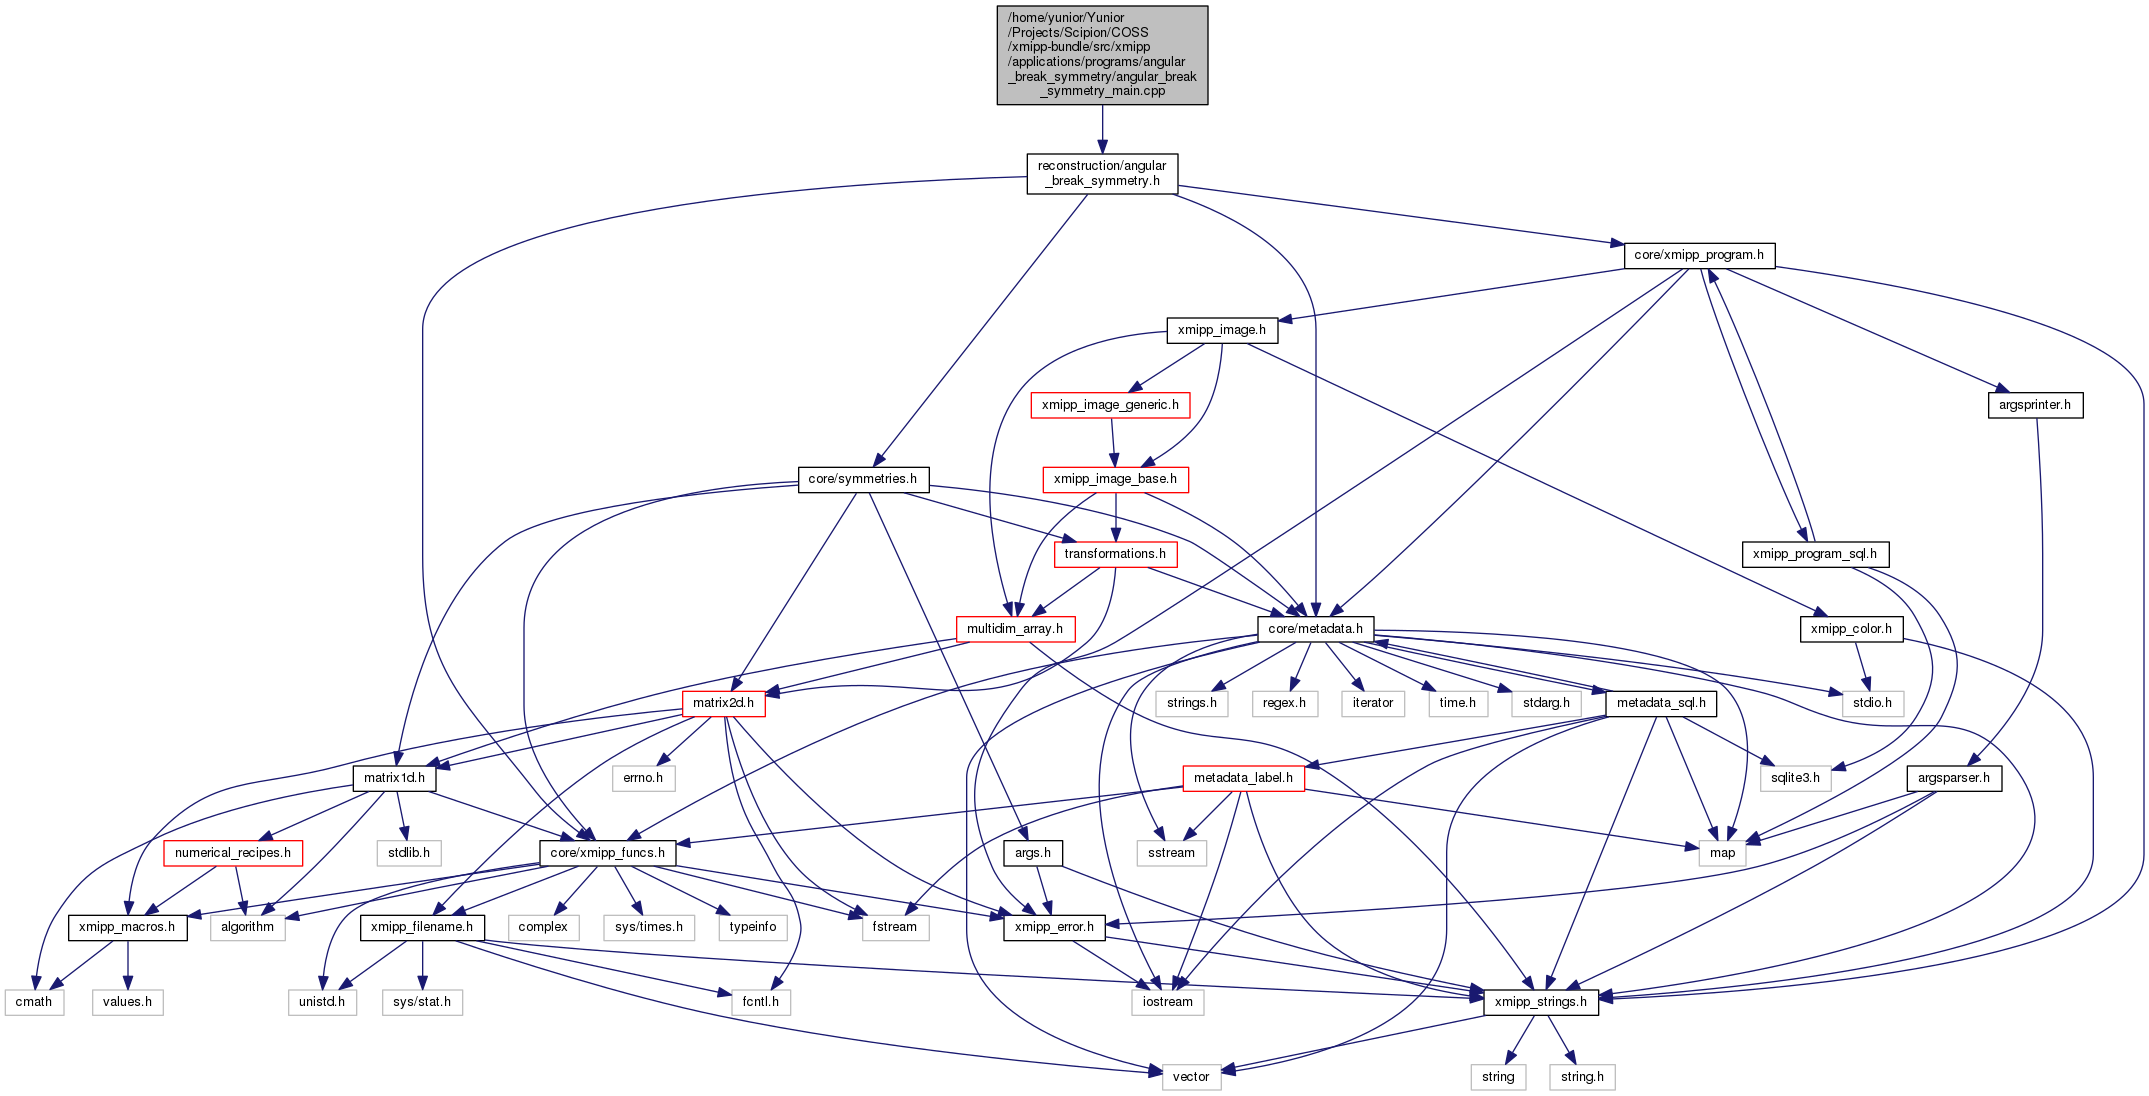 /home/yunior/Yunior
/Projects/Scipion/COSS
/xmipp-bundle/src/xmipp
/applications/programs/angular
_break_symmetry/angular_break
_symmetry_main.cpp
reconstruction/angular
_break_symmetry.h
core/xmipp_program.h
xmipp_image.h
xmipp_image_generic.h
argsprinter.h
core/symmetries.h
xmipp_image_base.h
transformations.h
xmipp_program_sql.h
multidim_array.h
core/metadata.h
xmipp_color.h
matrix2d.h
strings.h
regex.h
iterator
time.h
stdarg.h
metadata_sql.h
stdio.h
matrix1d.h
errno.h
metadata_label.h
sqlite3.h
argsparser.h
numerical_recipes.h
stdlib.h
core/xmipp_funcs.h
args.h
sstream
map
xmipp_macros.h
algorithm
xmipp_filename.h
complex
sys/times.h
typeinfo
fstream
xmipp_error.h
cmath
values.h
unistd.h
sys/stat.h
fcntl.h
iostream
xmipp_strings.h
vector
string
string.h